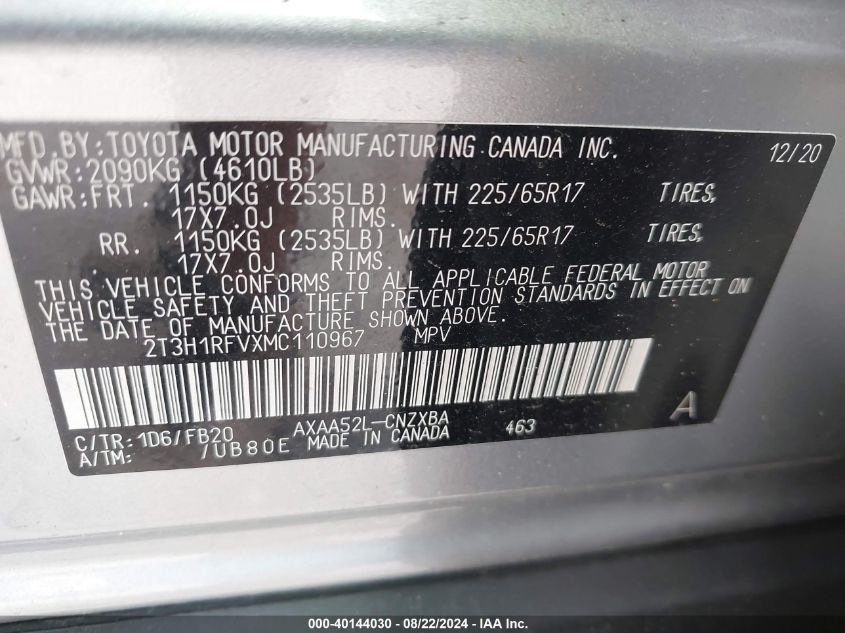 MFD.BY:TOYOTA MOTOR MANUFACTURING CANADA INC. 12/20
GVWR:2090KG (4610LB)
GAWR:FRT. 1150KG (2535LB) WITH 225/65R17 TIRES,
17X7.0J RIMS.
RR. 1150KG (2535LB) WITH 225/65R17 TIRES,
17X7.0J RIMS.
THIS VEHICLE CONFORMS TO ALL APPLICABLE FEDERAL MOTOR
VEHICLE SAFETY AND THEFT PREVENTION STANDARDS IN EFFECT ON
THE DATE OF MANUFACTURE SHOWN ABOVE.
2T3H1RFVXMC110967 MPV
A
C/TR:1D6/FB20 AXAA52L-CNZXBA 463
A/TM: /UB80E MADE IN CANADA
000-40144030 - 08/22/2024 - IAA Inc.